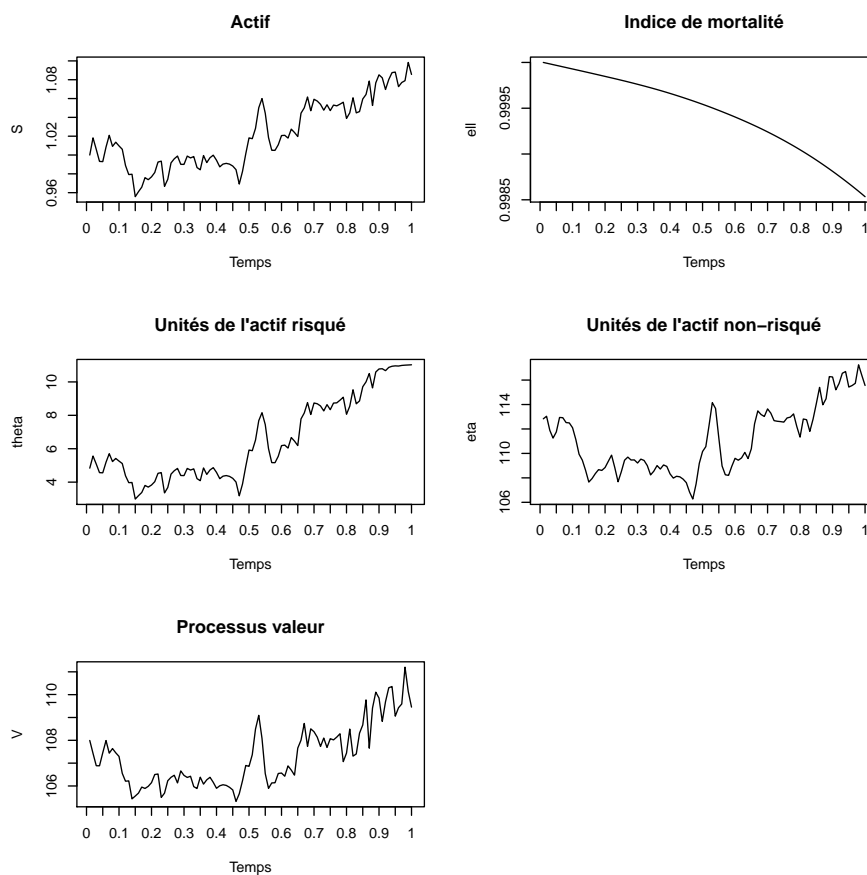 Actif
S
0.96 1.02 1.08
0 0.1 0.2 0.3 0.4 0.5 0.6 0.7 0.8 0.9 1
Temps
Indice de mortalité
ell
0.9985 0.9995
0 0.1 0.2 0.3 0.4 0.5 0.6 0.7 0.8 0.9 1
Temps
Unités de l'actif risqué
theta
4 6 8 10
0 0.1 0.2 0.3 0.4 0.5 0.6 0.7 0.8 0.9 1
Temps
Unités de l'actif non−risqué
eta
106 110 114
0 0.1 0.2 0.3 0.4 0.5 0.6 0.7 0.8 0.9 1
Temps
Processus valeur
V
106 108 110
0 0.1 0.2 0.3 0.4 0.5 0.6 0.7 0.8 0.9 1
Temps